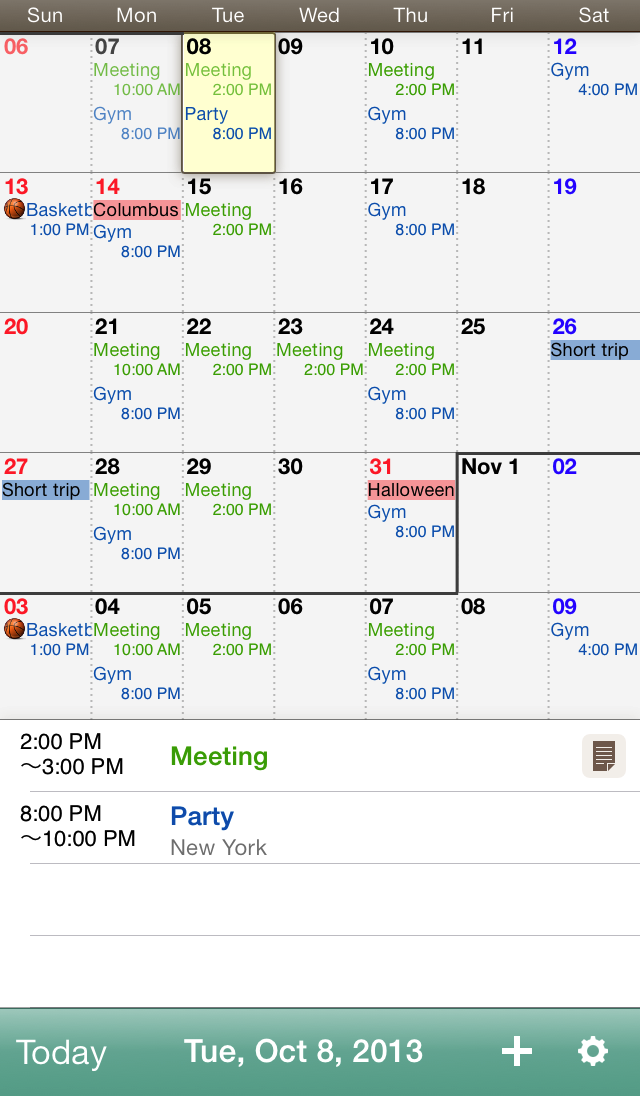 Sun Mon Tue Wed Thu Fri Sat
06 07 08 09 10 11 12
Meeting Meeting Meeting Gym
10:00 AM 2:00 PM 2:00 PM 4:00 PM
Gym Party Gym
8:00 PM 8:00 PM 8:00 PM
13 14 15 16 17 18 19
Basketb Columbus Meeting Gym
1:00 PM Gym 2:00 PM 8:00 PM
8:00 PM
20 21 22 23 24 25 26
Meeting Meeting Meeting Meeting Short trip
10:00 AM 2:00 PM 2:00 PM 2:00 PM
Gym Gym
8:00 PM 8:00 PM
27 28 29 30 31 Nov 1 02
Short trip Meeting Meeting Halloween
10:00 AM 2:00 PM Gym
Gym 8:00 PM
8:00 PM
03 04 05 06 07 08 09
Basketb Meeting Meeting Meeting Gym
1:00 PM 10:00 AM 2:00 PM 2:00 PM 4:00 PM
Gym Gym
8:00 PM 8:00 PM
2:00 PM
～3:00 PM Meeting
8:00 PM Party
～10:00 PM New York
Today Tue, Oct 8, 2013